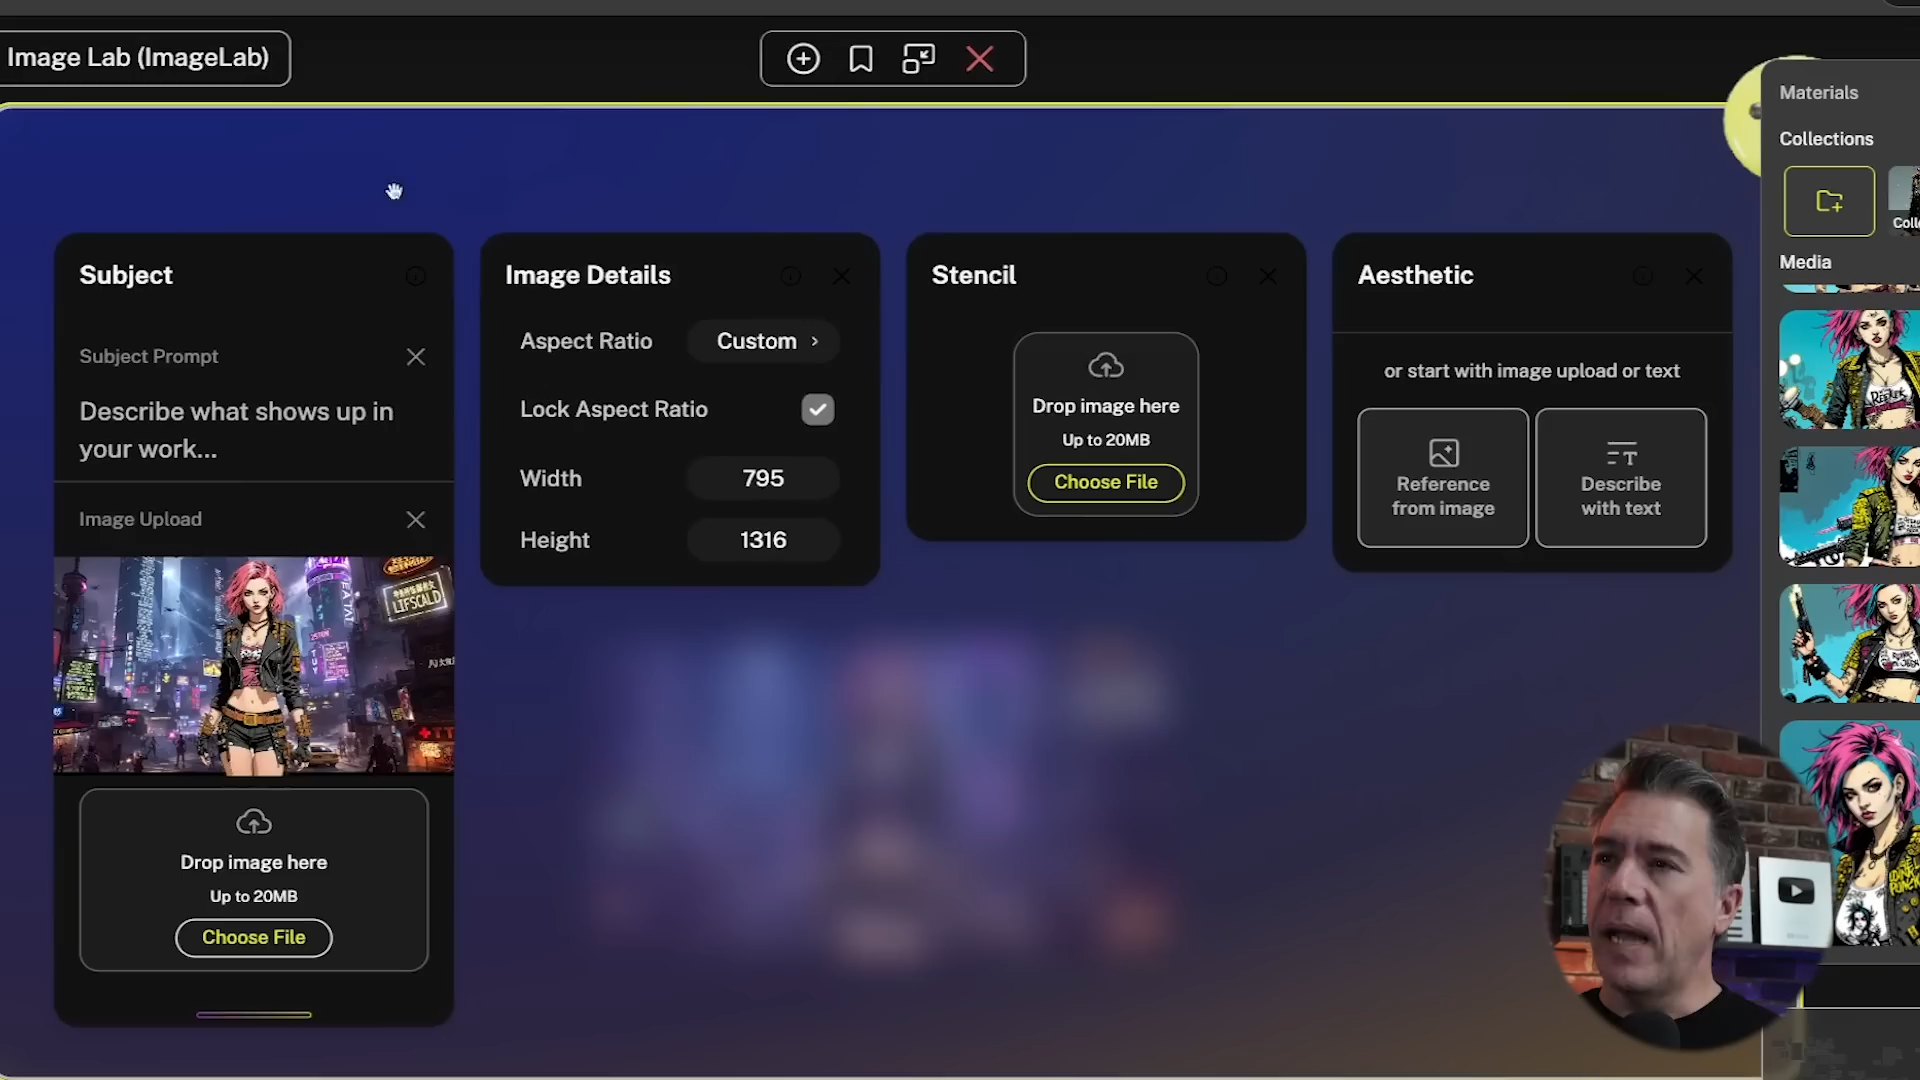 Image Lab (ImageLab)
Subject
Subject Prompt
Describe what shows up in
your work...
Image Upload
LIFSCALD
Drop image here
Up to 20MB
Choose File
Image Details
Aspect Ratio
Custom
Lock Aspect Ratio
Width
795
Height
1316
Stencil
Drop image here
Up to 20MB
Choose File
Aesthetic
or start with image upload or text
Reference
from image
Describe
with text
Materials
Collections
Colle
Media